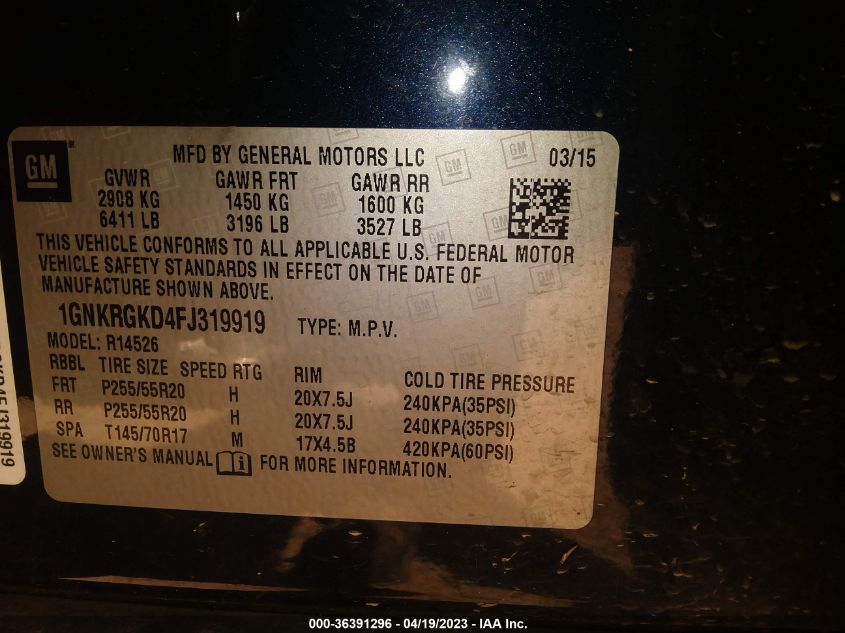 GM
MFD BY GENERAL MOTORS LLC 03/15
GVWR GAWR FRT GAWR RR
2908 KG 1450 KG 1600 KG
6411 LB 3196 LB 3527 LB
THIS VEHICLE CONFORMS TO ALL APPLICABLE U.S. FEDERAL MOTOR
VEHICLE SAFETY STANDARDS IN EFFECT ON THE DATE OF
MANUFACTURE SHOWN ABOVE.
1GNKRGKD4FJ319919 TYPE: M.P.V.
MODEL: R14526
RBBL TIRE SIZE SPEED RTG RIM COLD TIRE PRESSURE
FRT P255/55R20 H 20X7.5J 240KPA(35PSI)
RR P255/55R20 H 20X7.5J 240KPA(35PSI)
SPA T145/70R17 M 17X4.5B 420KPA(60PSI)
SEE OWNER'S MANUAL FOR MORE INFORMATION.
000-36391296 - 04/19/2023 - IAA Inc.